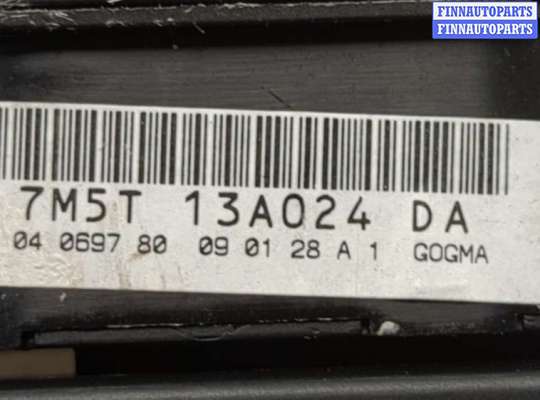 FINNAUTOPARTS
FINNAUTOPARTS
7M5T 13A024 DA
04 0697 80 09 01 28 A 1 GOGMA